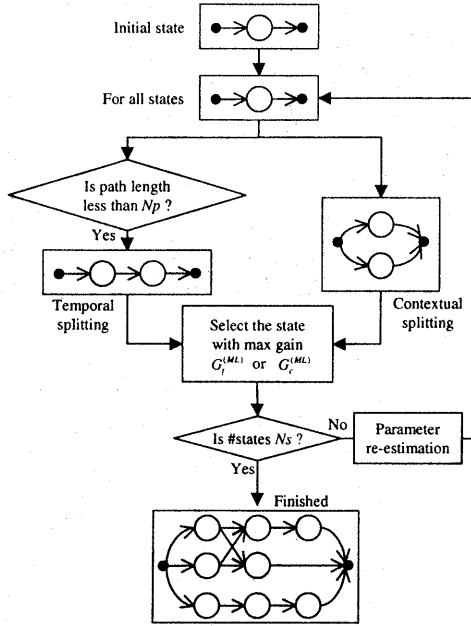 Initial state
For all states
Is path length
less than Np ?
Yes
Temporal
splitting
Contextual
splitting
Select the state
with max gain
G_t^(ML) or G_c^(ML)
Is #states Ns ?
No
Parameter
re-estimation
Yes
Finished